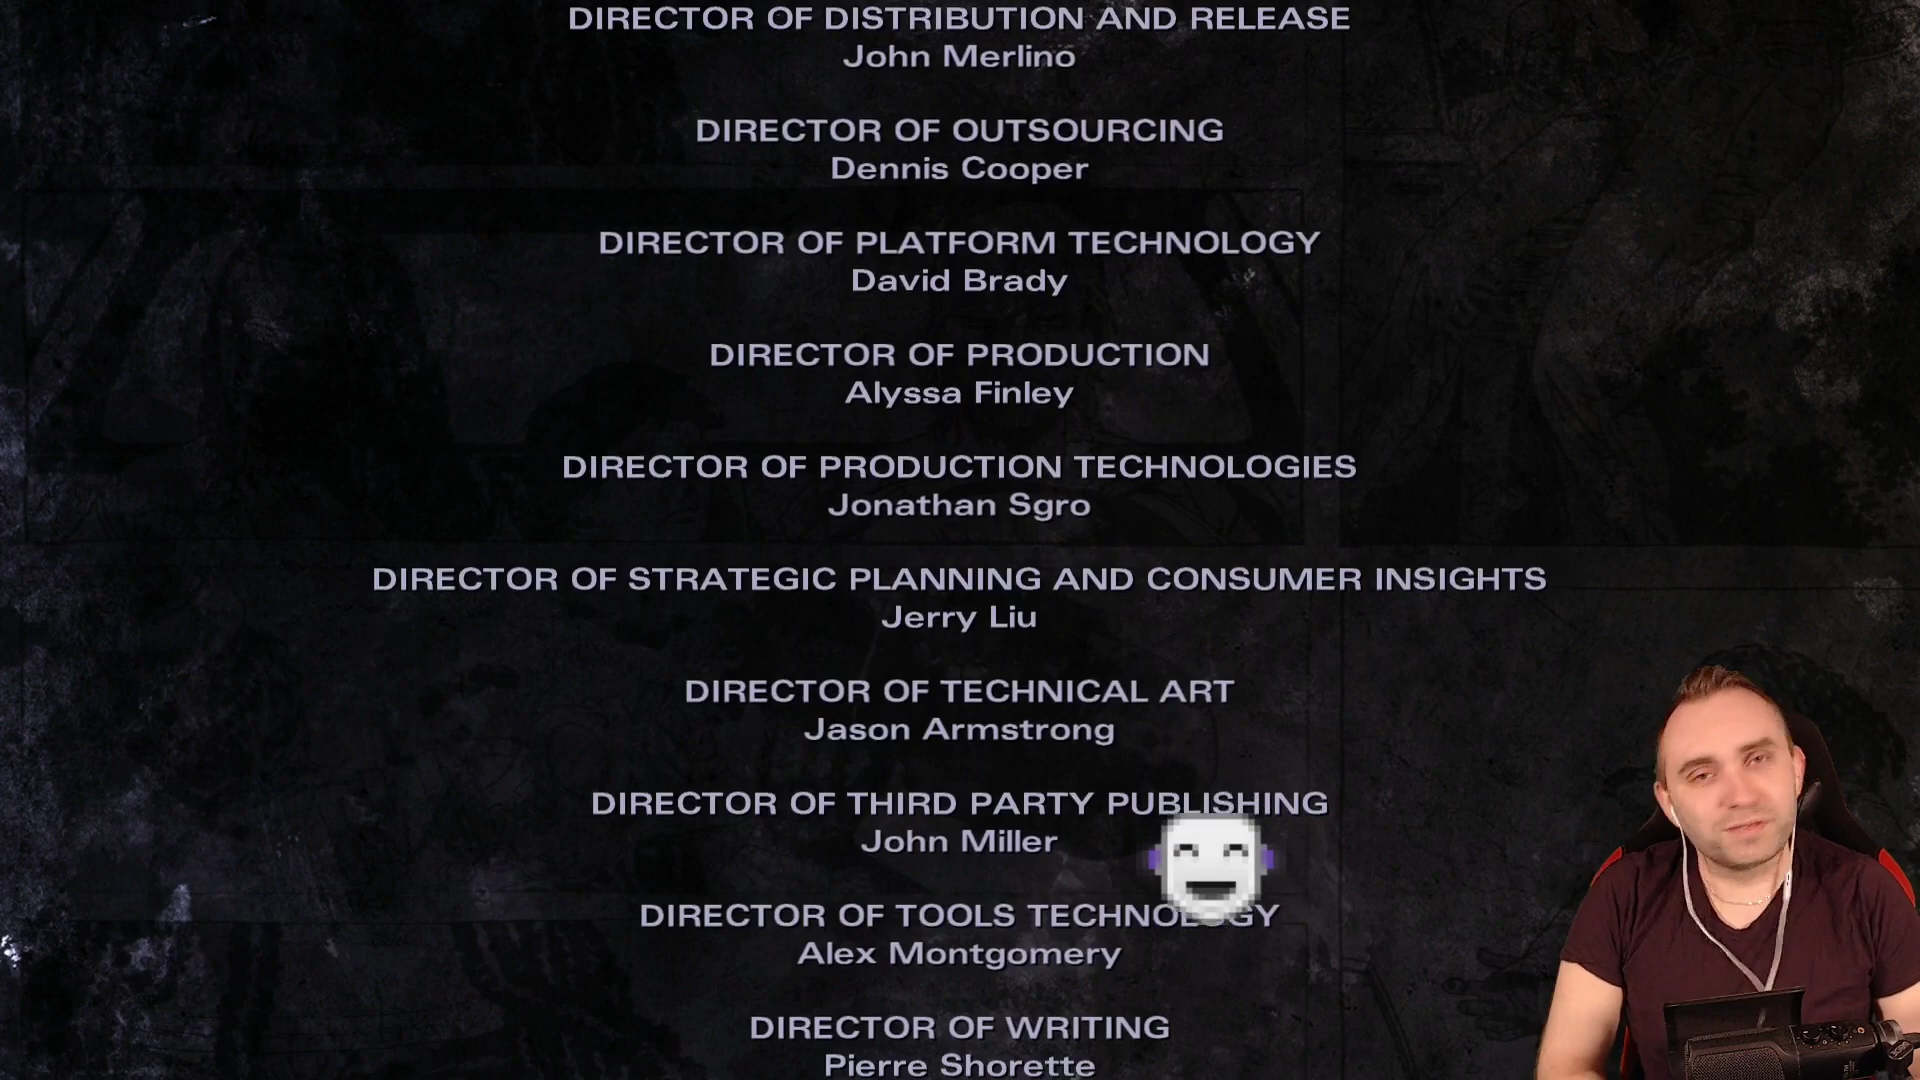 DIRECTOR OF DISTRIBUTION AND RELEASE
John Merlino
DIRECTOR OF OUTSOURCING
Dennis Cooper
DIRECTOR OF PLATFORM TECHNOLOGY
David Brady
DIRECTOR OF PRODUCTION
Alyssa Finley
DIRECTOR OF PRODUCTION TECHNOLOGIES
Jonathan Sgro
DIRECTOR OF STRATEGIC PLANNING AND CONSUMER INSIGHTS
Jerry Liu
DIRECTOR OF TECHNICAL ART
Jason Armstrong
DIRECTOR OF THIRD PARTY PUBLISHING
John Miller
DIRECTOR OF TOOLS TECHNOLOGY
Alex Montgomery
DIRECTOR OF WRITING
Pierre Shorette